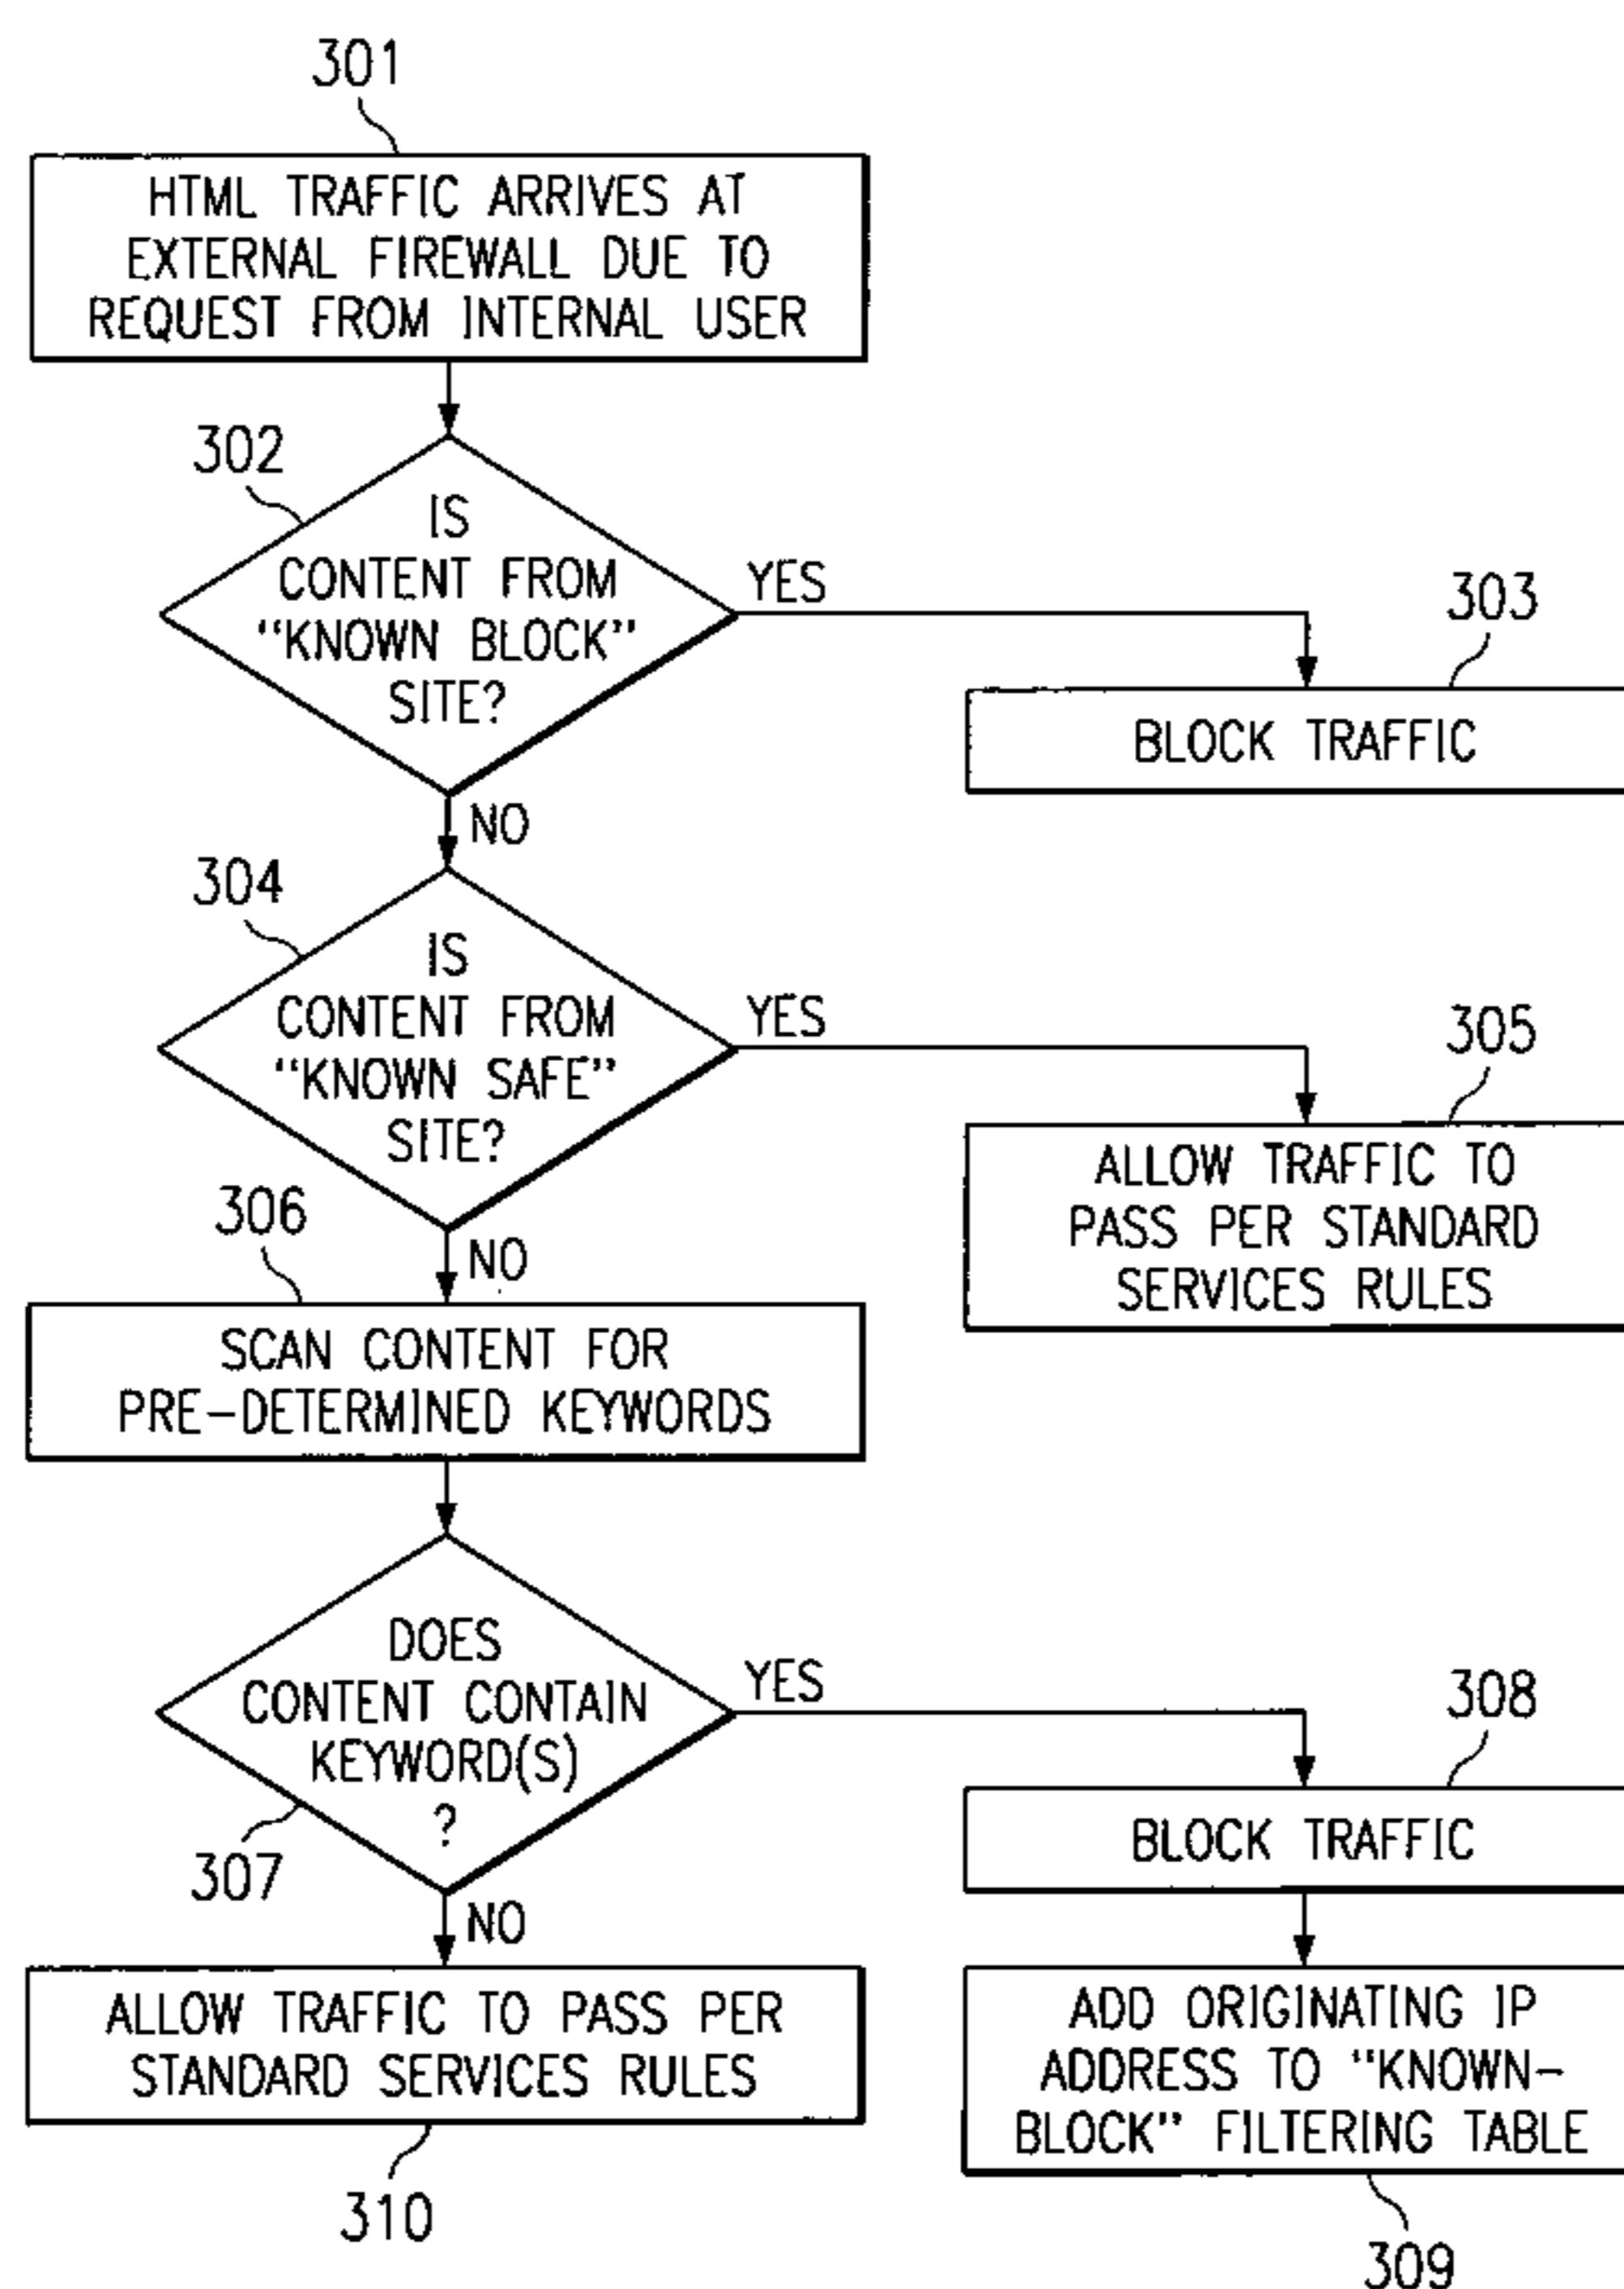 301
HTML TRAFFIC ARRIVES AT
EXTERNAL FIREWALL DUE TO
REQUEST FROM INTERNAL USER
302
IS
CONTENT FROM
"KNOWN BLOCK"
SITE?
YES
303
BLOCK TRAFFIC
NO
304
IS
CONTENT FROM
"KNOWN SAFE"
SITE?
YES
305
ALLOW TRAFFIC TO
PASS PER STANDARD
SERVICES RULES
NO
306
SCAN CONTENT FOR
PRE-DETERMINED KEYWORDS
DOES
CONTENT CONTAIN
KEYWORD(S)
?
307
YES
308
BLOCK TRAFFIC
NO
ALLOW TRAFFIC TO PASS PER
STANDARD SERVICES RULES
310
ADD ORIGINATING IP
ADDRESS TO "KNOWN-
BLOCK" FILTERING TABLE
309